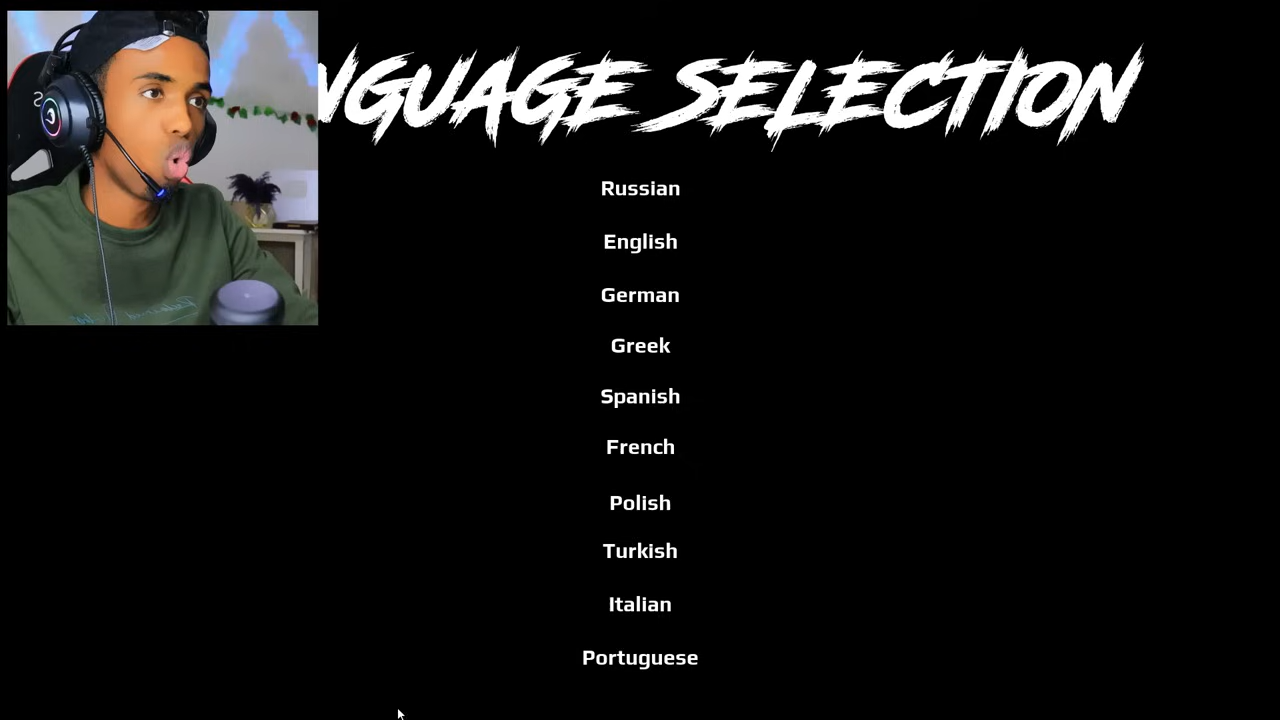 NGUAGE SELECTION
Russian
English
German
Greek
Spanish
French
Polish
Turkish
Italian
Portuguese